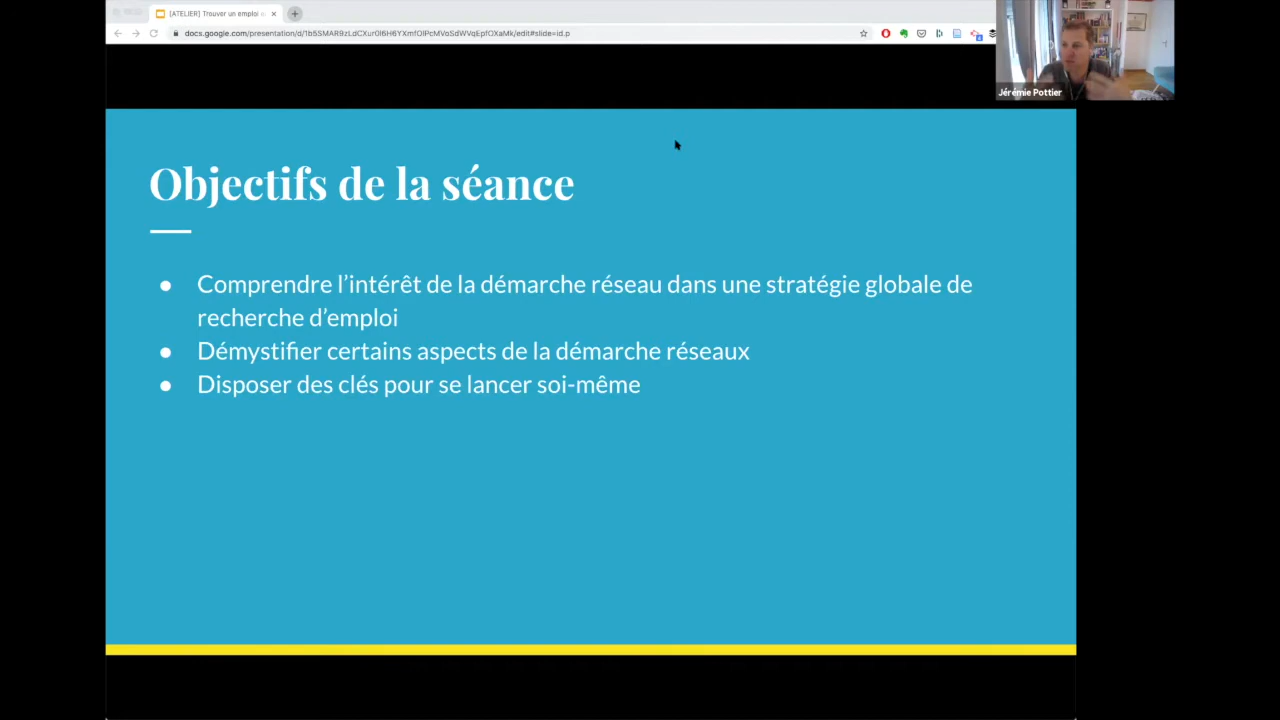 [ATELIER] Trouver un emploi
docs.google.com/presentation/d/1b5SMAR9zLdCXur0l6H6YXmfOlPcMVoSdWVqEpfOXaMk/edit#slide=id.p
Jérémie Pottier
Objectifs de la séance
● Comprendre l’intérêt de la démarche réseau dans une stratégie globale de
recherche d’emploi
● Démystifier certains aspects de la démarche réseaux
● Disposer des clés pour se lancer soi-même